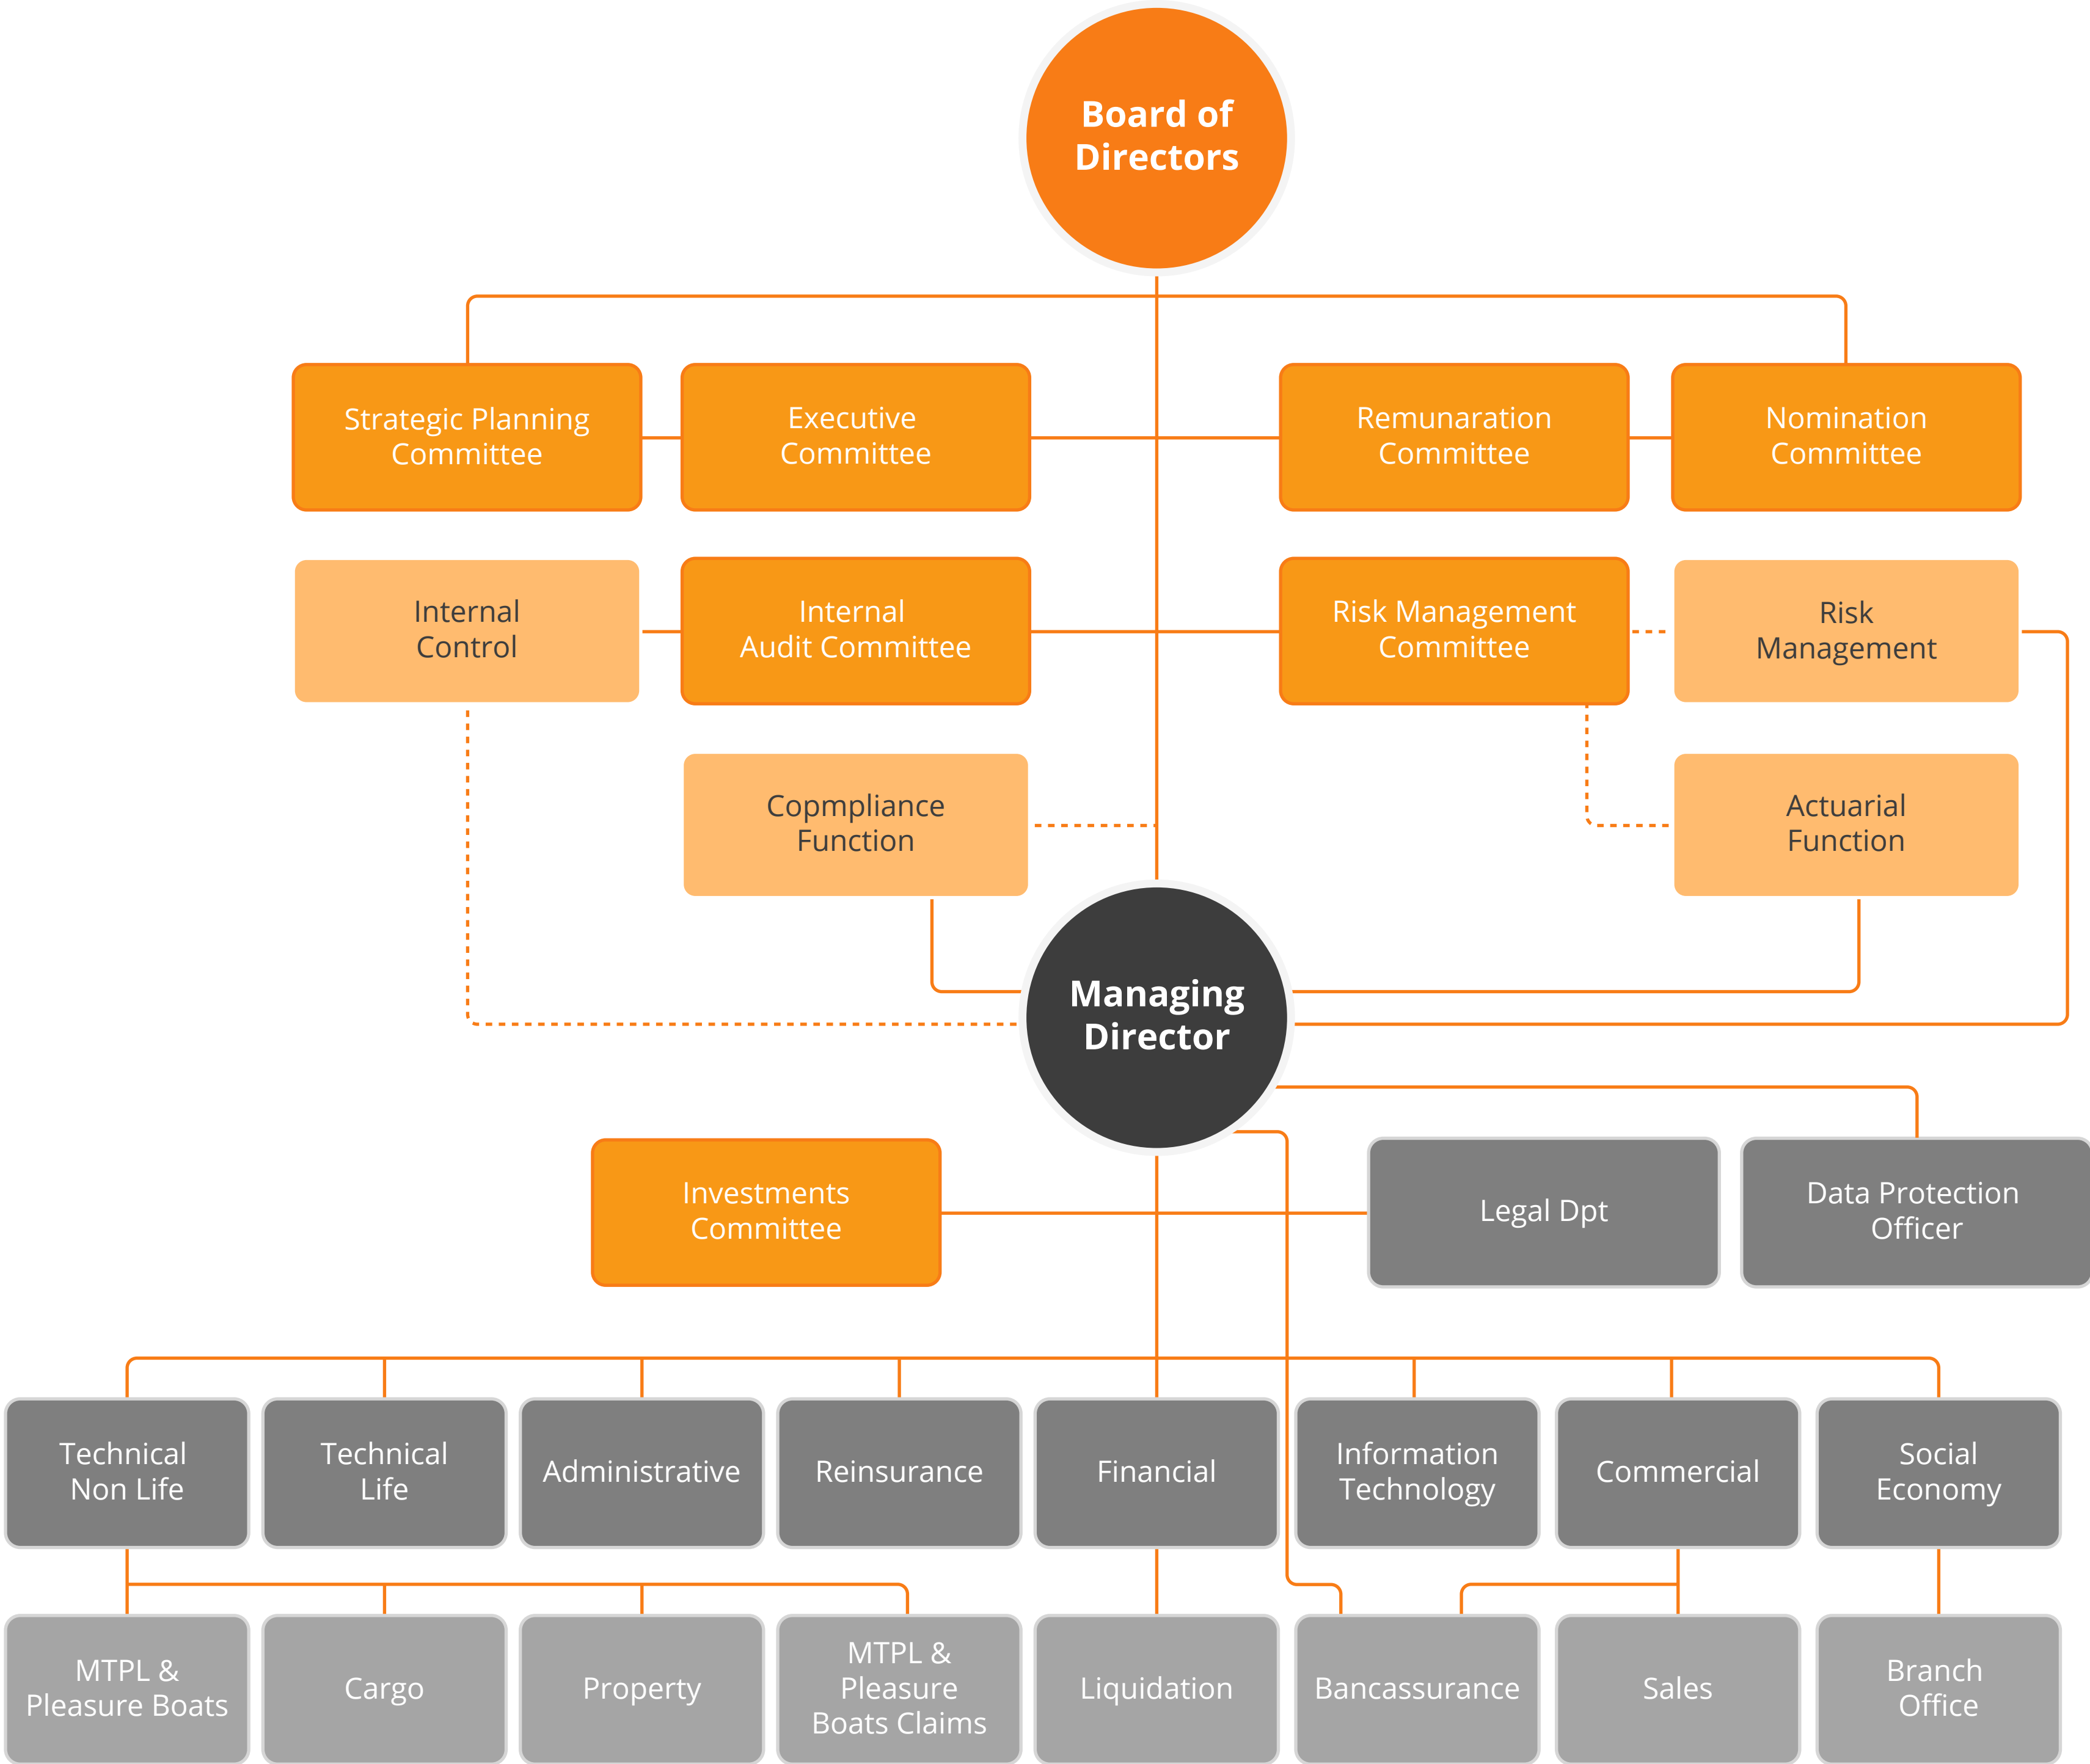 Board of
Directors
Strategic Planning
Committee
Executive
Committee
Remunaration
Committee
Nomination
Committee
Internal
Control
Internal
Audit Committee
Risk Management
Committee
Risk
Management
Copmpliance
Function
Actuarial
Function
Managing
Director
Investments
Committee
Legal Dpt
Data Protection
Officer
Technical
Non Life
Technical
Life
Administrative
Reinsurance
Financial
Information
Technology
Commercial
Social
Economy
MTPL &
Pleasure Boats
Cargo
Property
MTPL &
Pleasure
Boats Claims
Liquidation
Bancassurance
Sales
Branch
Office